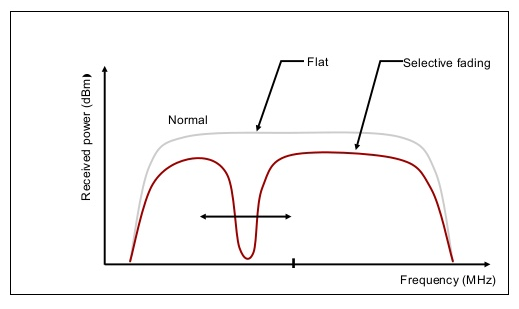 Flat
Selective fading
Normal
Received power (dBm)
Frequency (MHz)